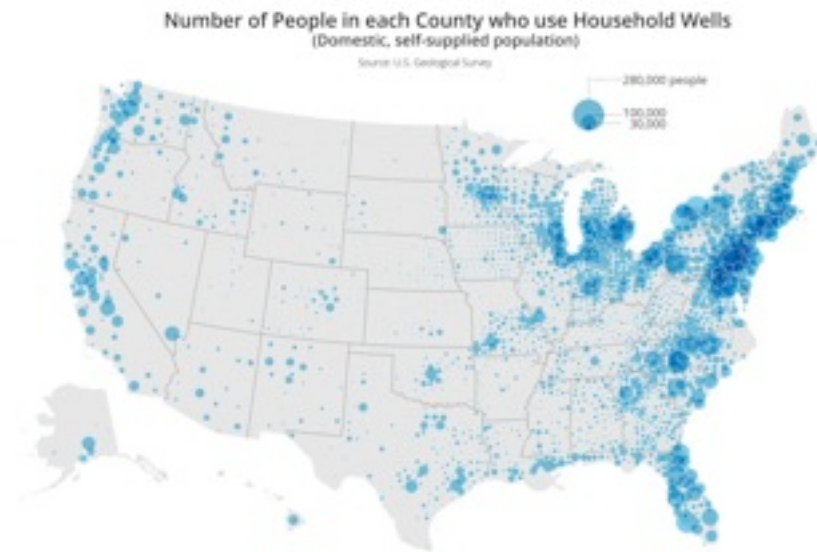 Number of People in each County who use Household Wells
(Domestic, self-supplied population)
Source: U.S. Geological Survey
280,000 people
100,000
30,000